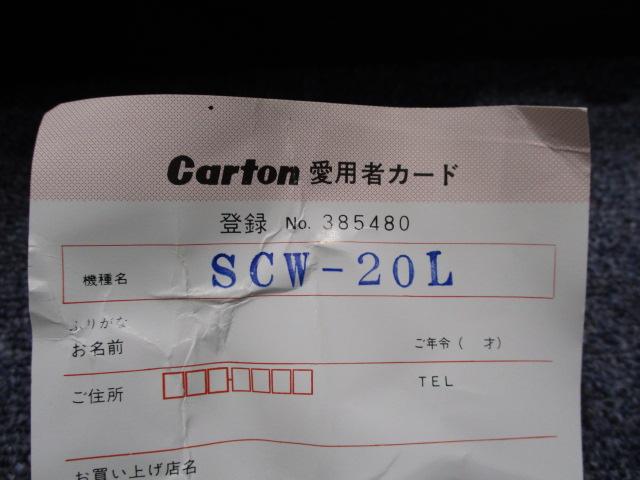 Carton 愛用者カード
登録 No. 385480
機種名 SCW-20L
ふりがな
お名前 ご年令( 才)
ご住所 TEL
お買い上げ店名